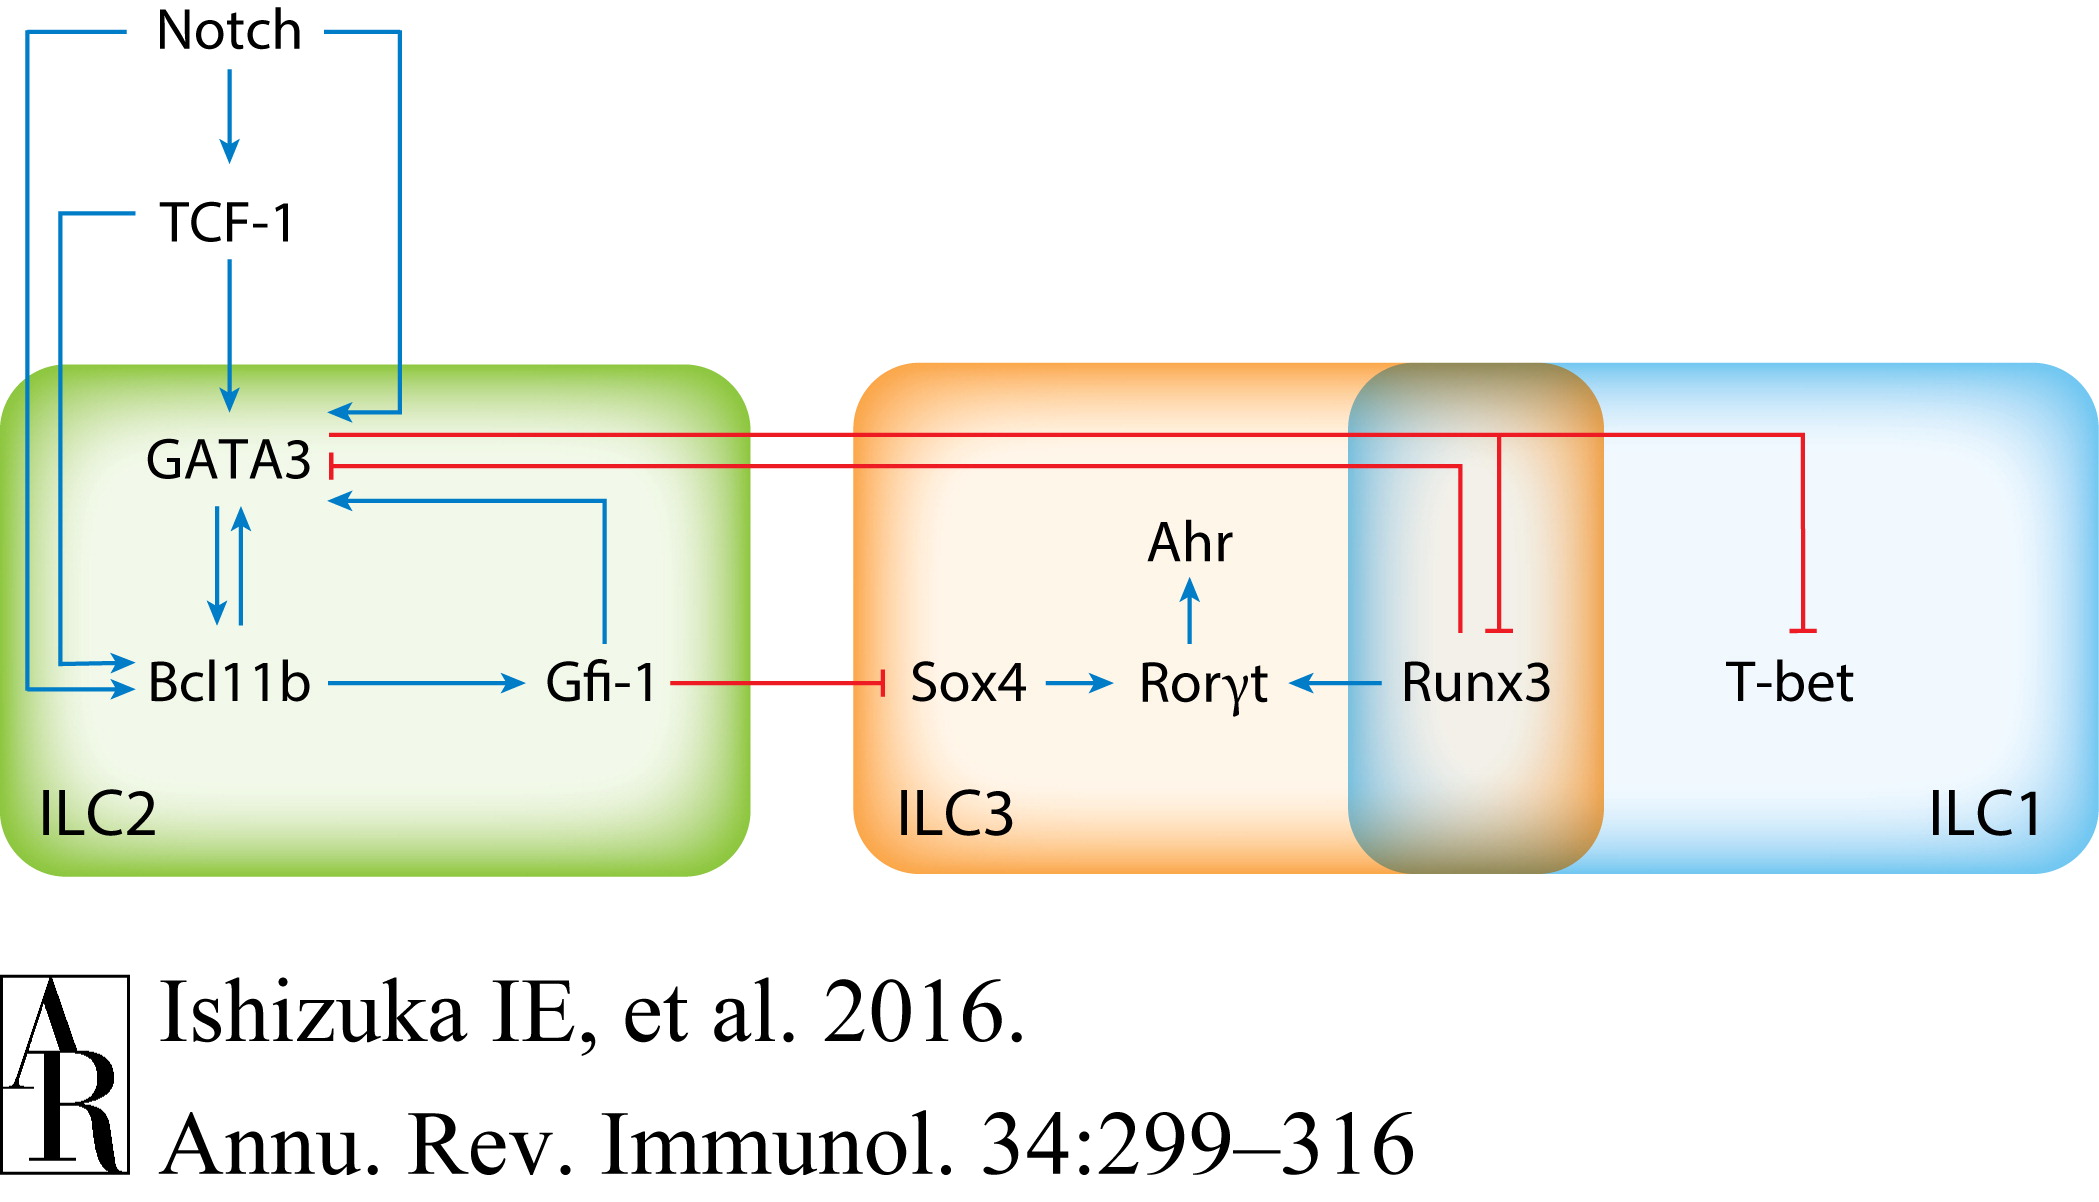 Notch
TCF-1
GATA3
Ahr
Bcl11b
Gfi-1
Sox4
Rorγt
Runx3
T-bet
ILC2
ILC3
ILC1
AR
Ishizuka IE, et al. 2016.
Annu. Rev. Immunol. 34:299–316